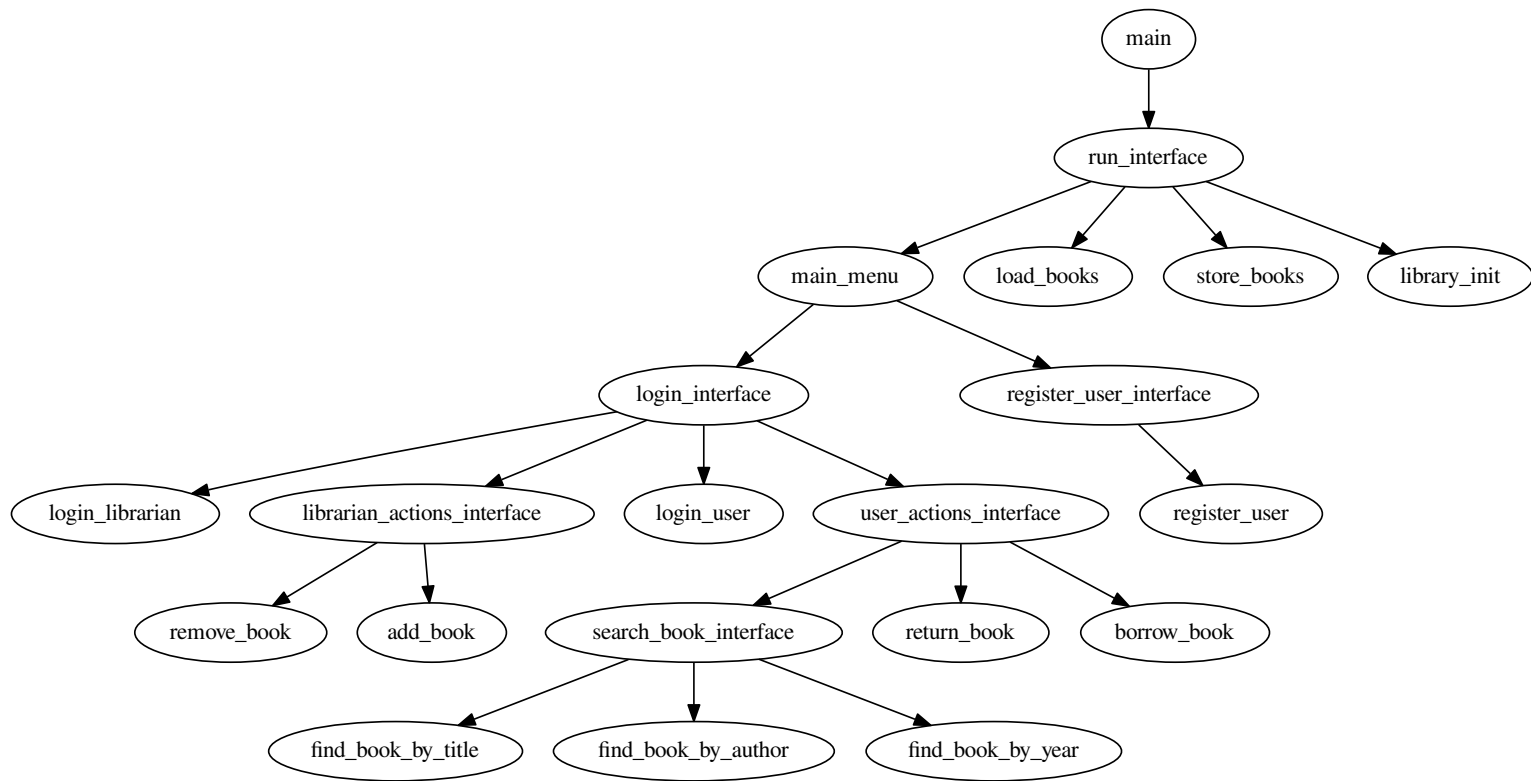 main
run_interface
main_menu
load_books
store_books
library_init
login_interface
register_user_interface
login_librarian
librarian_actions_interface
login_user
user_actions_interface
register_user
remove_book
add_book
search_book_interface
return_book
borrow_book
find_book_by_title
find_book_by_author
find_book_by_year